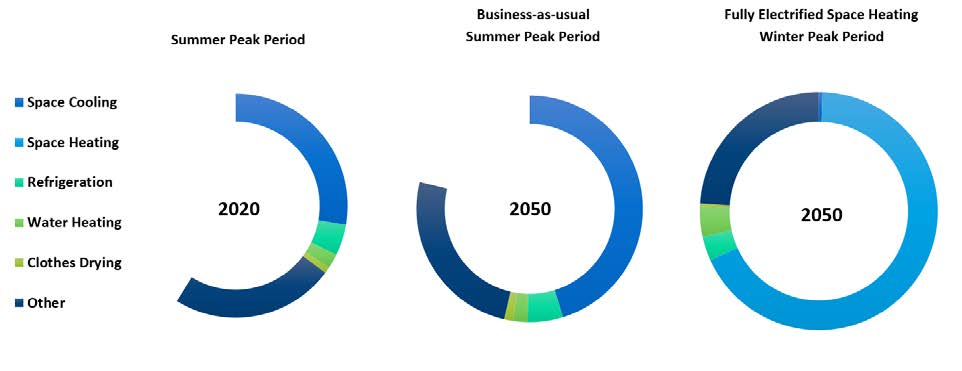 Summer Peak Period
Business-as-usual
Summer Peak Period
Fully Electrified Space Heating
Winter Peak Period
Space Cooling
Space Heating
Refrigeration
Water Heating
Clothes Drying
Other
2020
2050
2050